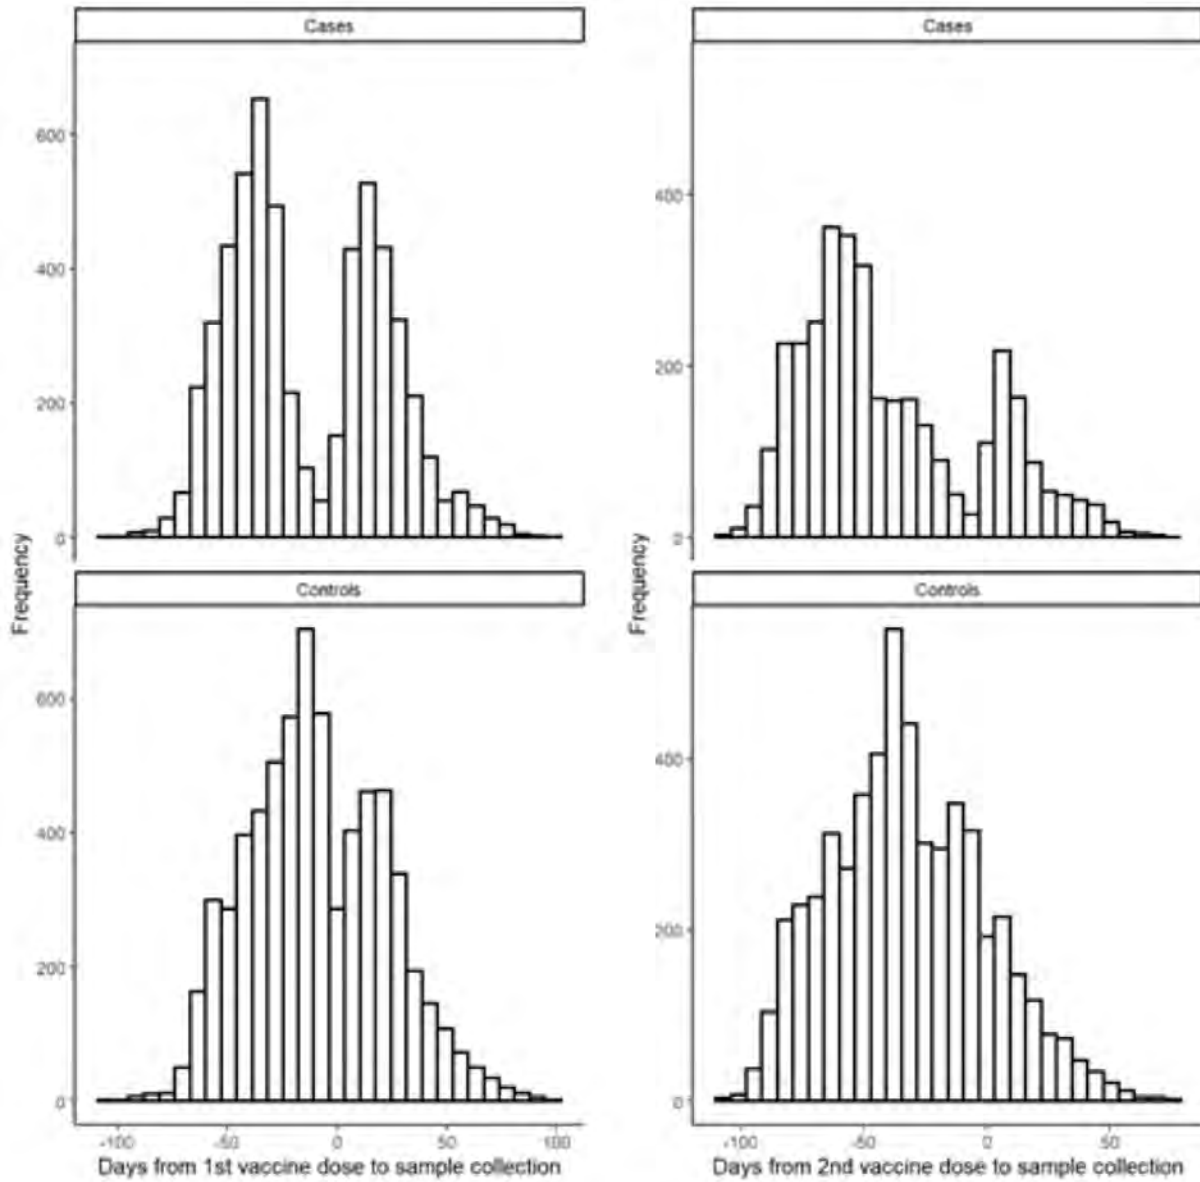 Cases
Cases
600
400
200
0
400
200
0
Frequency
Frequency
Controls
Controls
600
400
200
0
400
200
0
-100 -50 0 50 100
-100 -50 0 50
Days from 1st vaccine dose to sample collection
Days from 2nd vaccine dose to sample collection